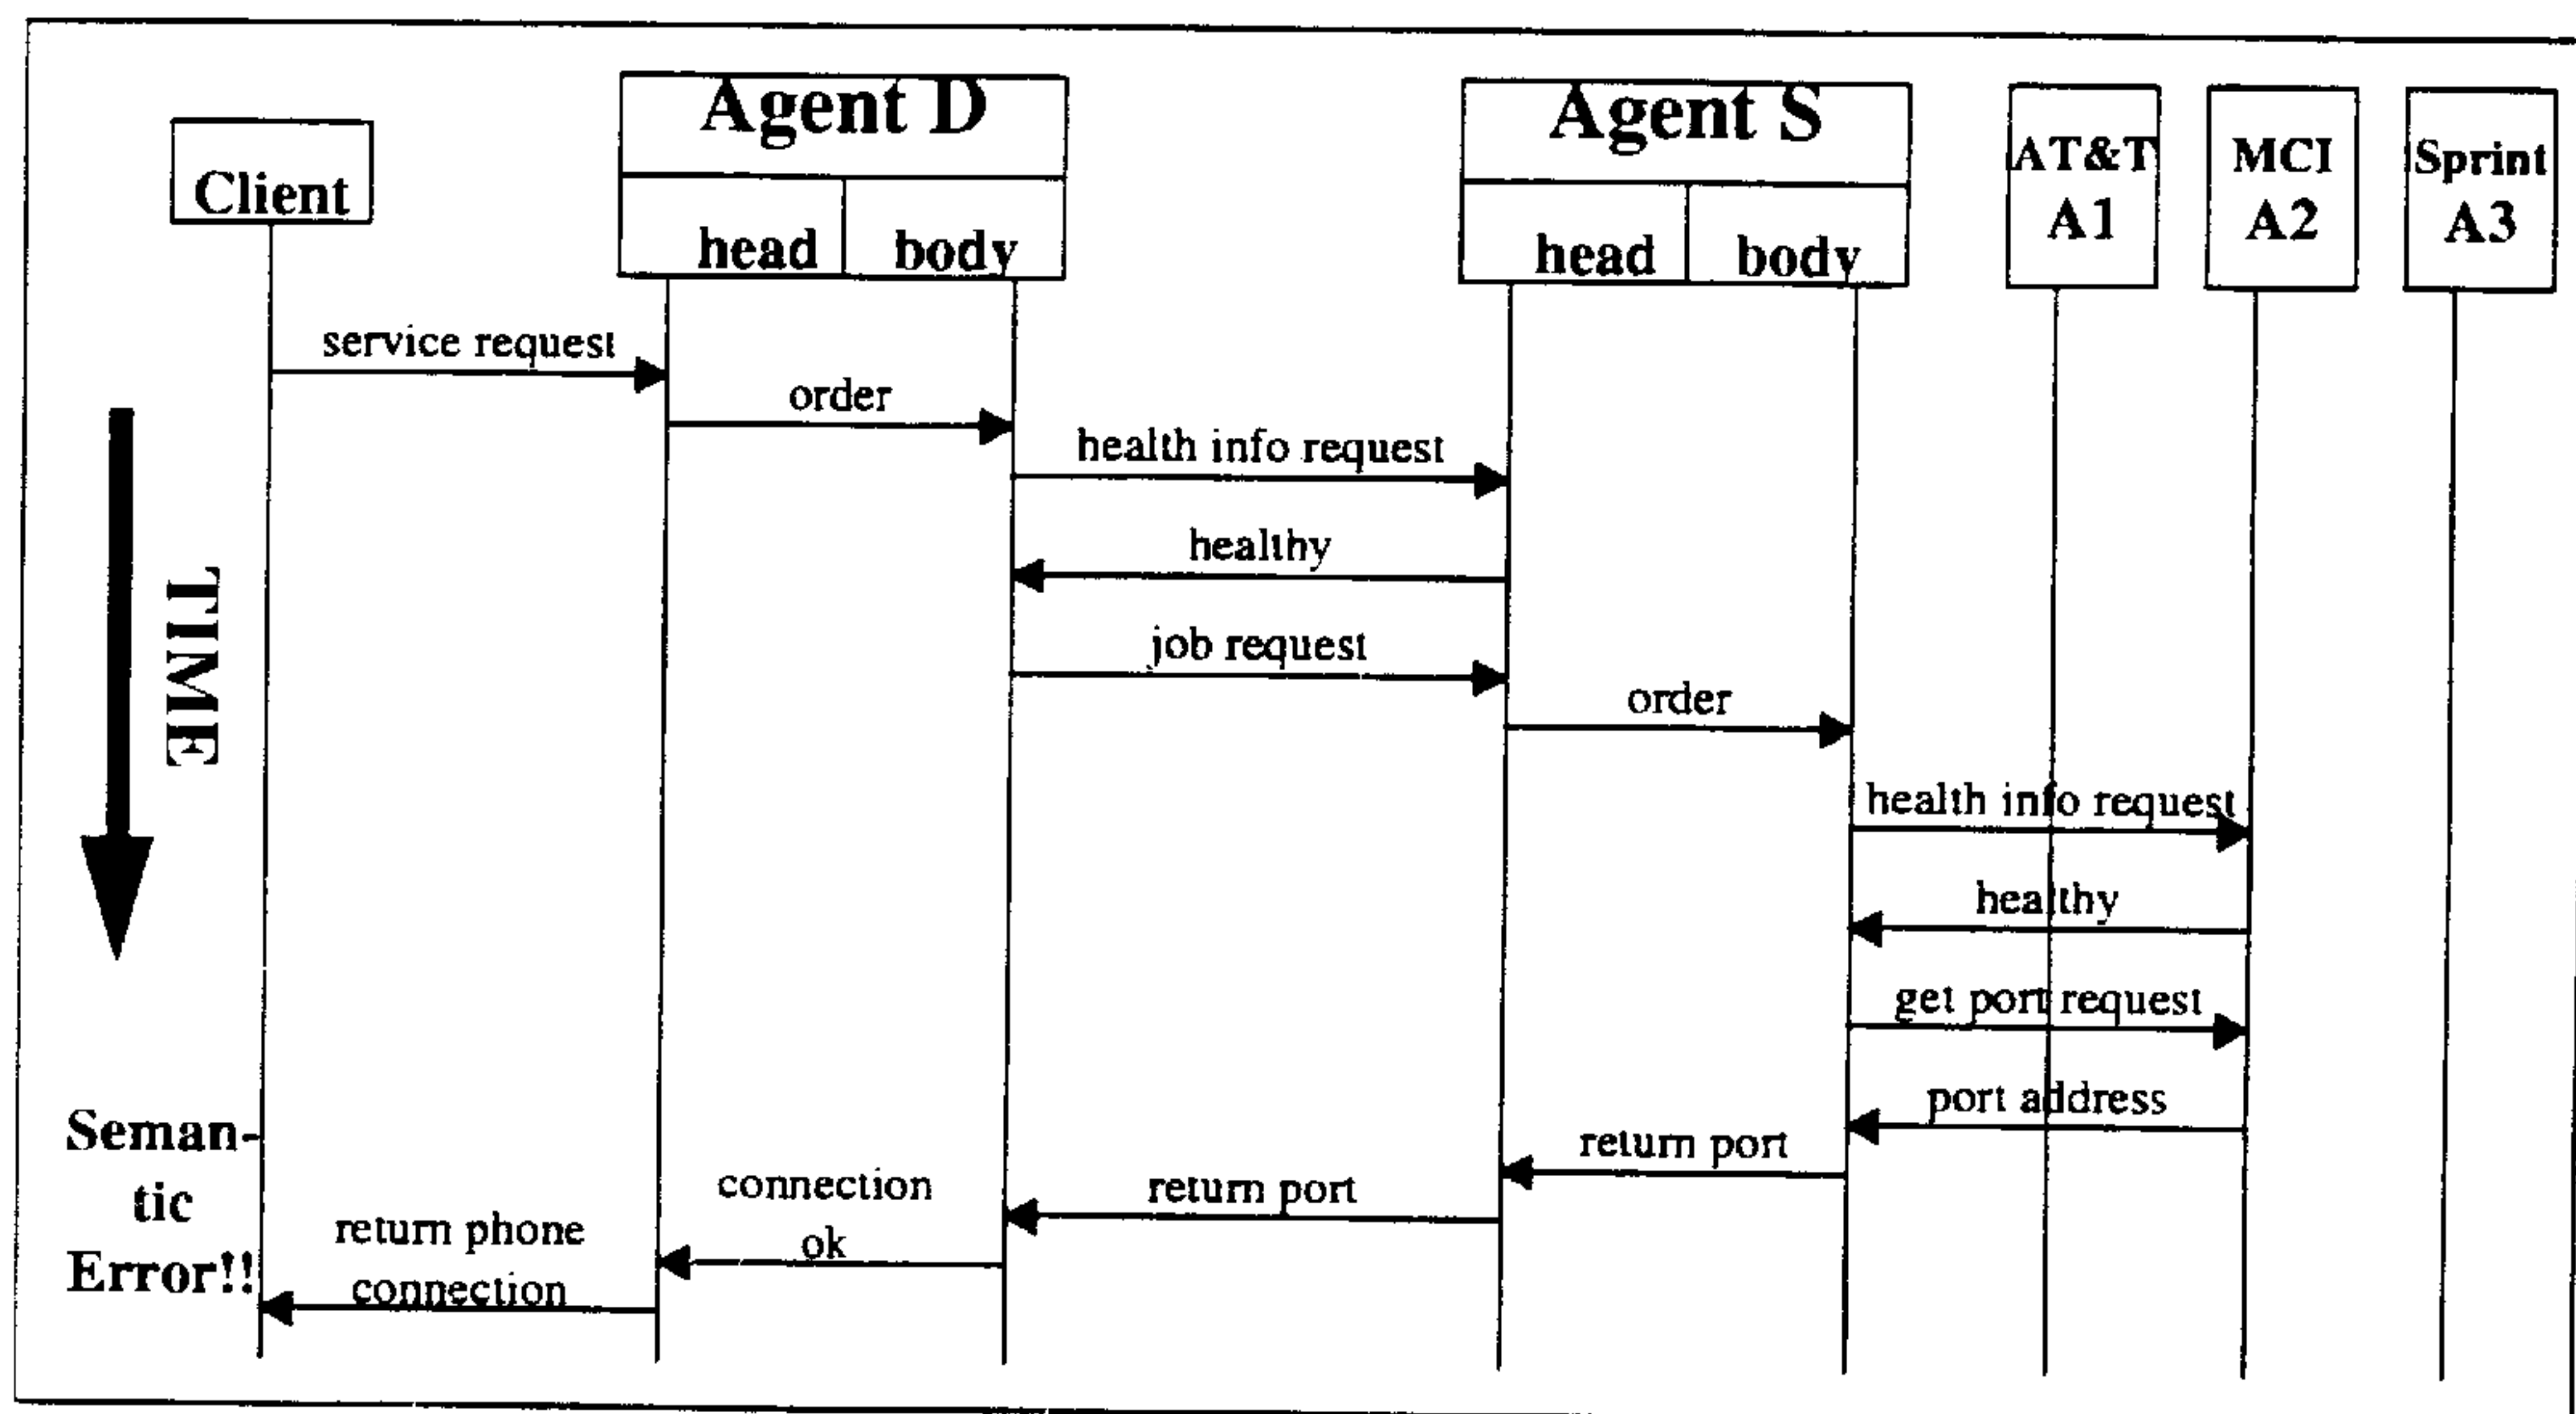 Client
Agent D
head
body
Agent S
head
body
AT&T
A1
MCI
A2
Sprint
A3
service request
order
health info request
healthy
job request
order
TIME
health info request
healthy
get port request
port address
return port
return port
connection
ok
return phone
connection
Seman-
tic
Error!!